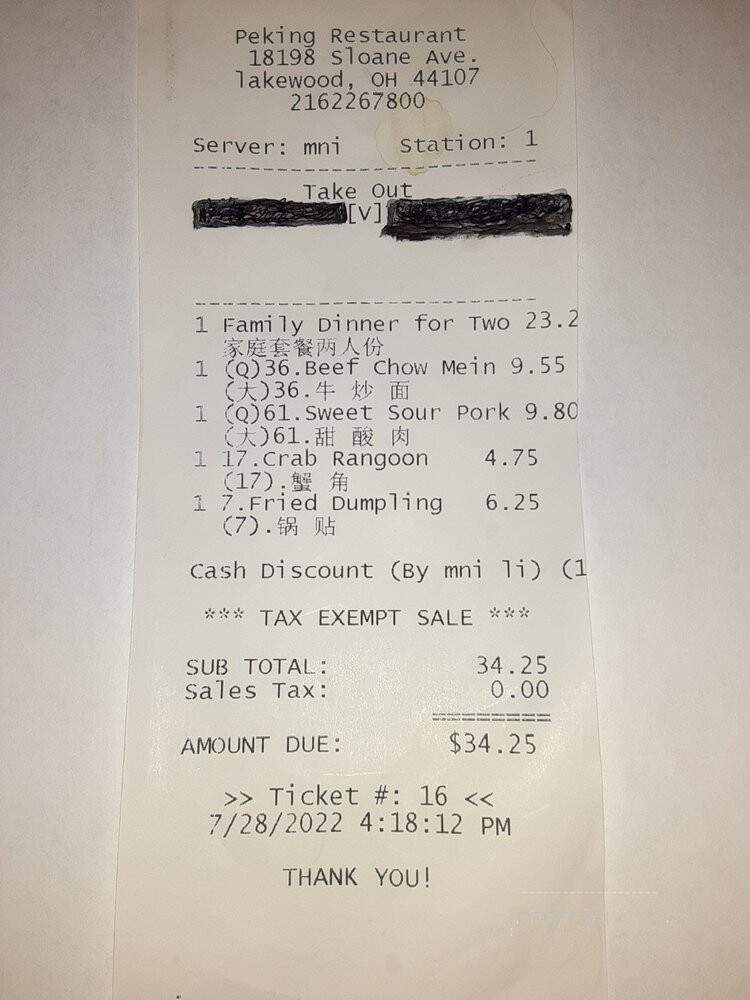 Peking Restaurant
18198 Sloane Ave.
lakewood, OH 44107
2162267800
Server: mni Station: 1
Take Out
[V]
1 Family Dinner for Two 23.2
家庭套餐两人份
1 (Q)36.Beef Chow Mein 9.55
(大)36.牛 炒 面
1 (Q)61.Sweet Sour Pork 9.80
(大)61.甜 酸 肉
1 17.Crab Rangoon 4.75
(17).蟹 角
1 7.Fried Dumpling 6.25
(7).锅 贴
Cash Discount (By mni li) (1
*** TAX EXEMPT SALE ***
SUB TOTAL: 34.25
Sales Tax: 0.00
AMOUNT DUE: $34.25
>> Ticket #: 16 <<
7/28/2022 4:18:12 PM
THANK YOU!